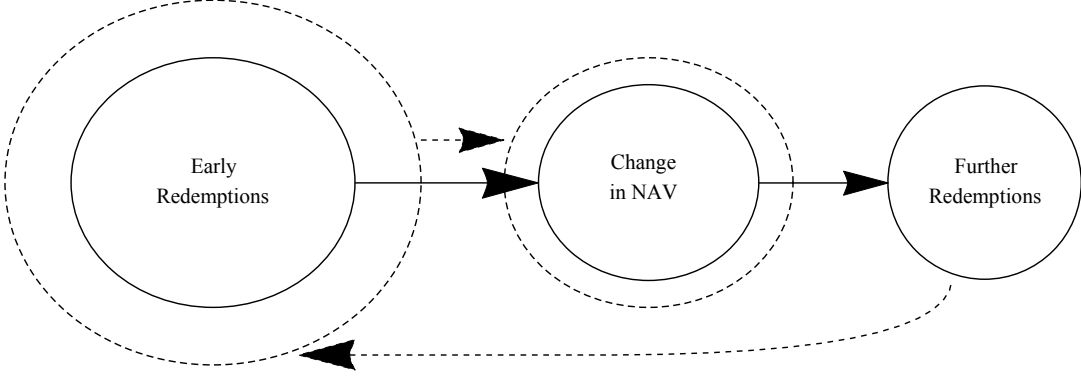 Early
Redemptions
Change
in NAV
Further
Redemptions